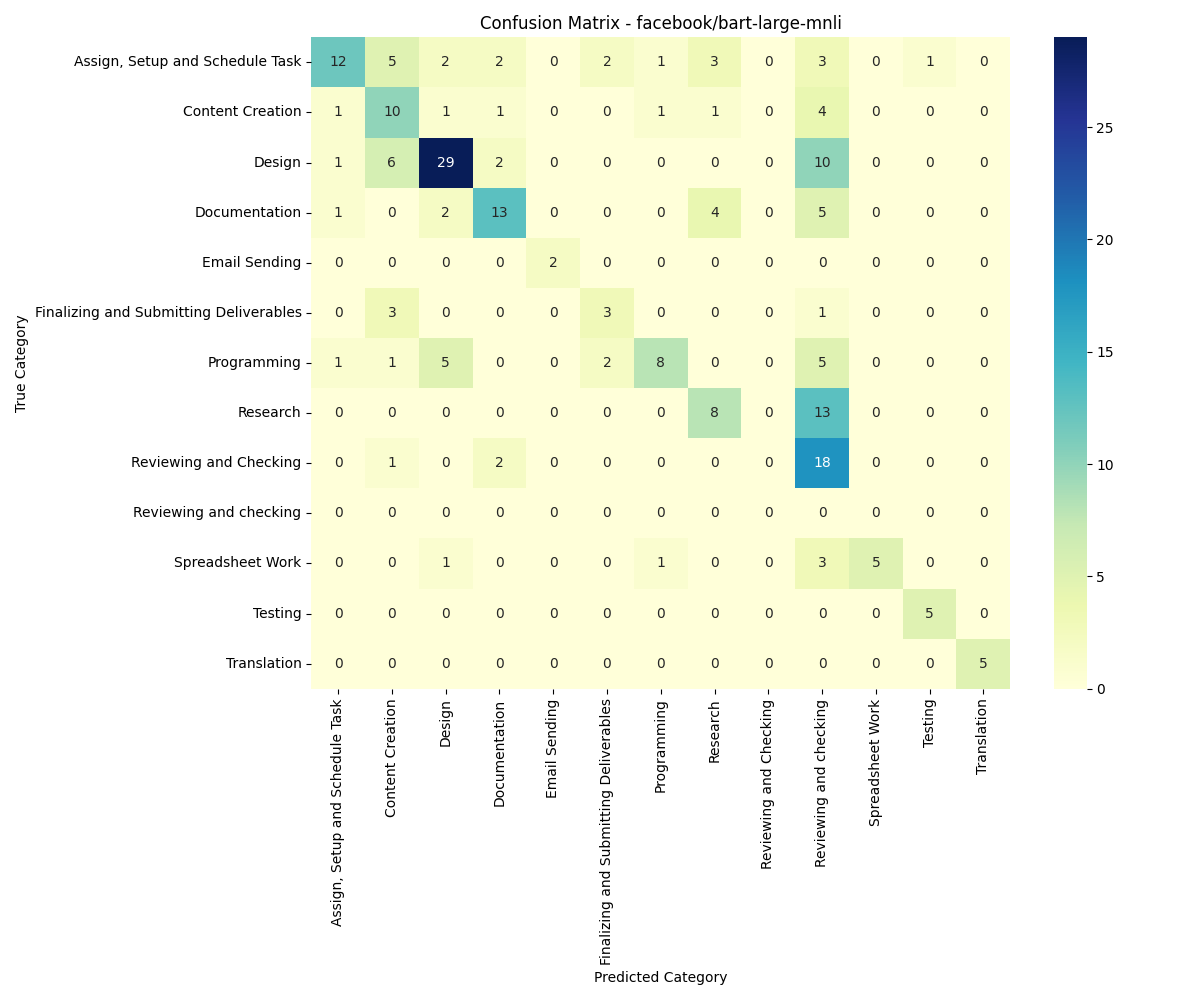 Confusion Matrix - facebook/bart-large-mnli
Assign, Setup and Schedule Task 12 5 2 2 0 2 1 3 0 3 0 1 0
Content Creation 1 10 1 1 0 0 1 1 0 4 0 0 0
Design 1 6 29 2 0 0 0 0 0 10 0 0 0
Documentation 1 0 2 13 0 0 0 4 0 5 0 0 0
Email Sending 0 0 0 0 2 0 0 0 0 0 0 0 0
Finalizing and Submitting Deliverables 0 3 0 0 0 3 0 0 0 1 0 0 0
Programming 1 1 5 0 0 2 8 0 0 5 0 0 0
Research 0 0 0 0 0 0 0 8 0 13 0 0 0
Reviewing and Checking 0 1 0 2 0 0 0 0 0 18 0 0 0
Reviewing and checking 0 0 0 0 0 0 0 0 0 0 0 0 0
Spreadsheet Work 0 0 1 0 0 0 1 0 0 3 5 0 0
Testing 0 0 0 0 0 0 0 0 0 0 0 5 0
Translation 0 0 0 0 0 0 0 0 0 0 0 0 5
True Category
Assign, Setup and Schedule Task
Content Creation
Design
Documentation
Email Sending
Finalizing and Submitting Deliverables
Programming
Research
Reviewing and Checking
Reviewing and checking
Spreadsheet Work
Testing
Translation
Predicted Category
25
20
15
10
5
0